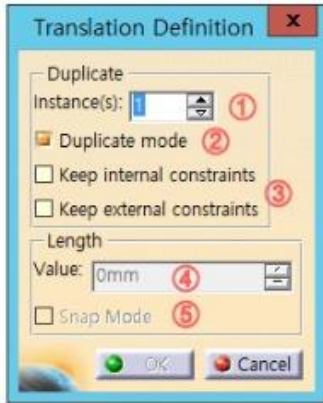 Translation Definition x
Duplicate
Instance(s): 1 ①
Duplicate mode ②
Keep internal constraints
③
Keep external constraints
Length
Value: 0mm ④
Snap Mode ⑤
OK Cancel